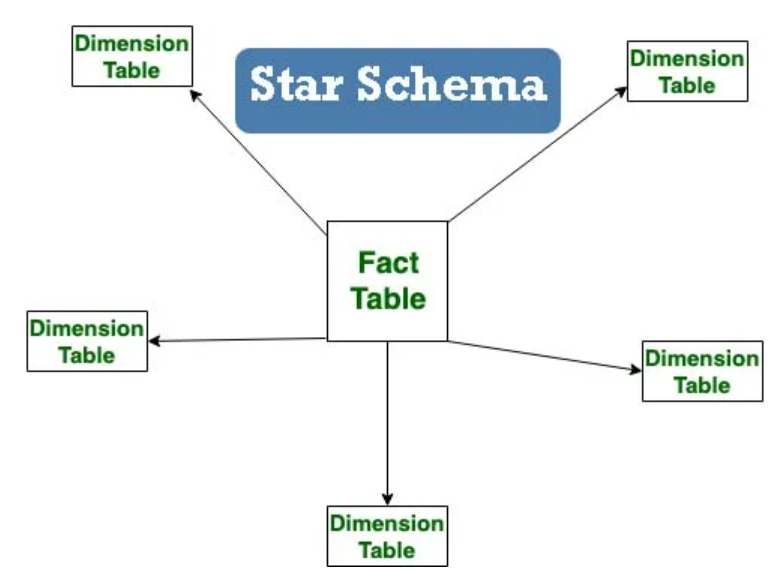 Dimension
Table
Star Schema
Dimension
Table
Fact
Table
Dimension
Table
Dimension
Table
Dimension
Table